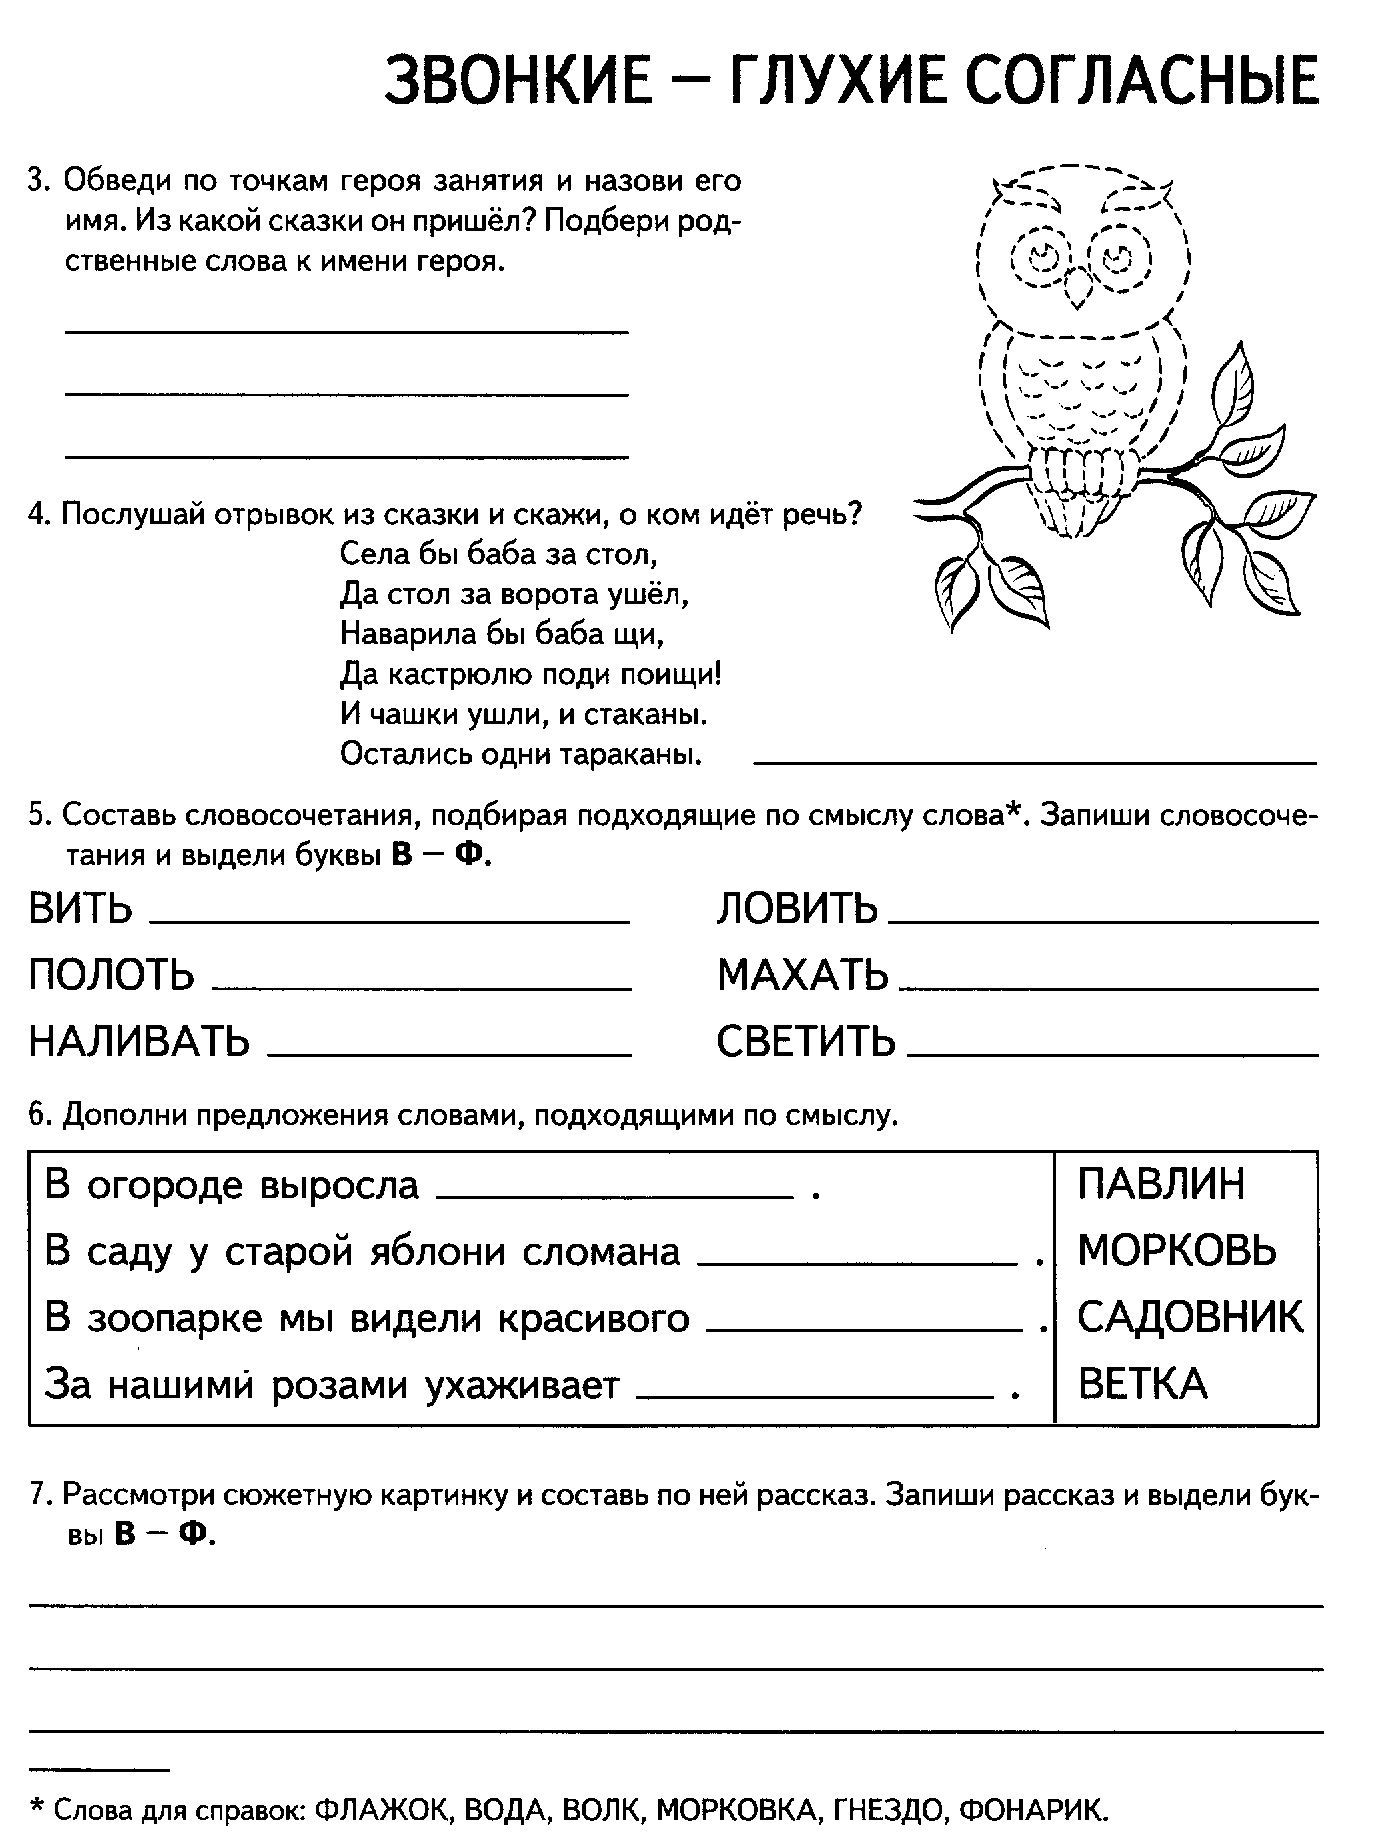 ЗВОНКИЕ — ГЛУХИЕ СОГЛАСНЫЕ
3. Обведи по точкам героя занятия и назови его
имя. Из какой сказки он пришёл? Подбери род-
ственные слова к имени героя.
4. Послушай отрывок из сказки и скажи, о ком идёт речь?
Села бы баба за стол,
Да стол за ворота ушёл,
Наварила бы баба щи,
Да кастрюлю поди поищи!
И чашки ушли, и стаканы.
Остались одни тараканы.
5. Составь словосочетания, подбирая подходящие по смыслу слова*. Запиши словосоче-
тания и выдели буквы В — Ф.
ВИТЬ ЛОВИТЬ
ПОЛОТЬ МАХАТЬ
НАЛИВАТЬ СВЕТИТЬ
6. Дополни предложения словами, подходящими по смыслу.
В огороде выросла . ПАВЛИН
В саду у старой яблони сломана . МОРКОВЬ
В зоопарке мы видели красивого . САДОВНИК
За нашими розами ухаживает . ВЕТКА
7. Рассмотри сюжетную картинку и составь по ней рассказ. Запиши рассказ и выдели бук-
вы В — Ф.
* Слова для справок: ФЛАЖОК, ВОДА, ВОЛК, МОРКОВКА, ГНЕЗДО, ФОНАРИК.